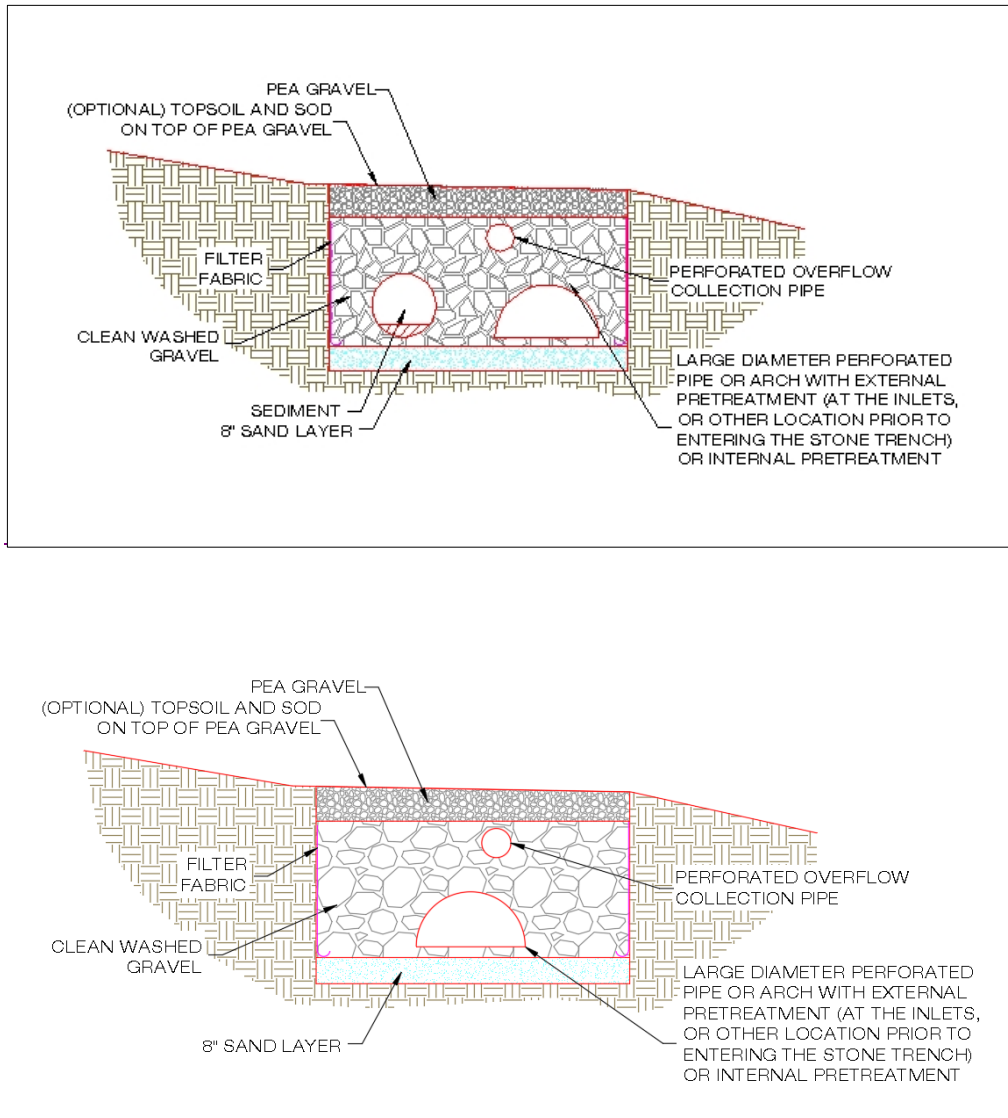 PEA GRAVEL
(OPTIONAL) TOPSOIL AND SOD
ON TOP OF PEA GRAVEL
FILTER
FABRIC
CLEAN WASHED
GRAVEL
SEDIMENT
8" SAND LAYER
PERFORATED OVERFLOW
COLLECTION PIPE
LARGE DIAMETER PERFORATED
PIPE OR ARCH WITH EXTERNAL
PRETREATMENT (AT THE INLETS,
OR OTHER LOCATION PRIOR TO
ENTERING THE STONE TRENCH)
OR INTERNAL PRETREATMENT
PEA GRAVEL
(OPTIONAL) TOPSOIL AND SOD
ON TOP OF PEA GRAVEL
FILTER
FABRIC
CLEAN WASHED
GRAVEL
8" SAND LAYER
PERFORATED OVERFLOW
COLLECTION PIPE
LARGE DIAMETER PERFORATED
PIPE OR ARCH WITH EXTERNAL
PRETREATMENT (AT THE INLETS,
OR OTHER LOCATION PRIOR TO
ENTERING THE STONE TRENCH)
OR INTERNAL PRETREATMENT